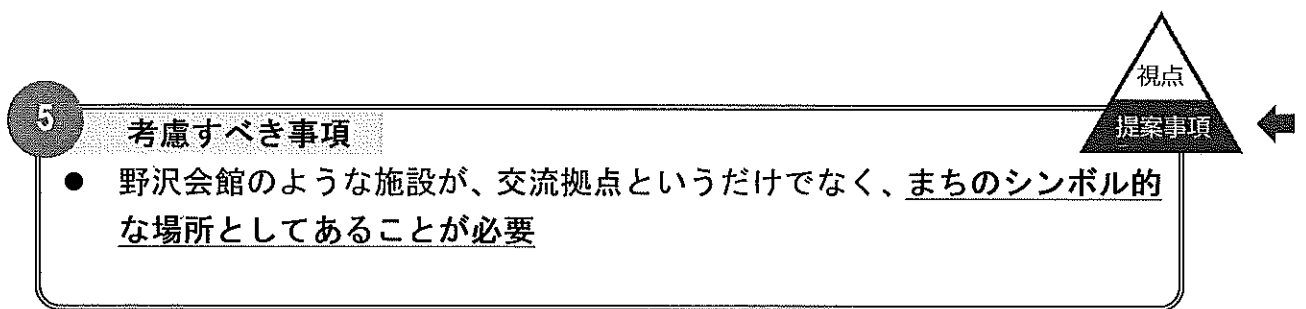 視点
提案事項
5
考慮すべき事項
● 野沢会館のような施設が、交流拠点というだけでなく、まちのシンボル的
な場所としてあることが必要